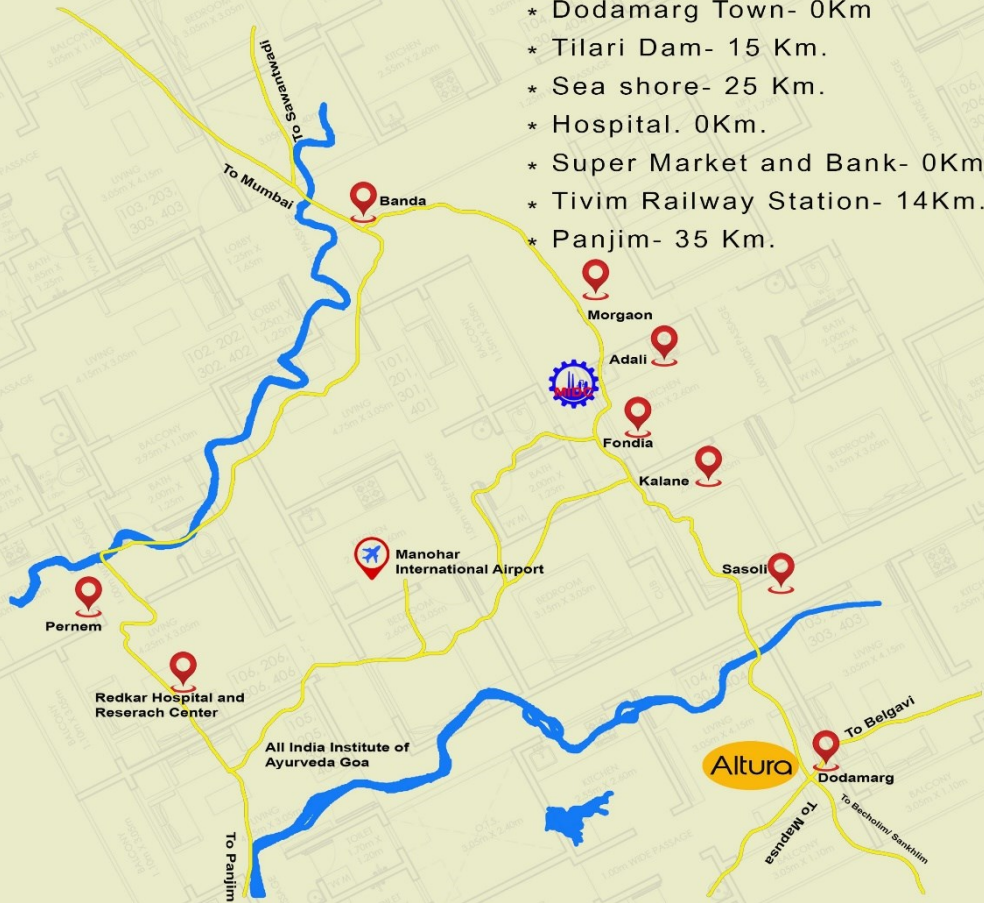 * Dodamarg Town- 0Km
* Tilari Dam- 15 Km.
* Sea shore- 25 Km.
* Hospital. 0Km.
* Super Market and Bank- 0Km
* Tivim Railway Station- 14Km.
* Panjim- 35 Km.
To Sawantwadi
To Mumbai
Banda
Morgaon
Adali
MIDC
Fondia
Kalane
Manohar
International Airport
Sasoli
Pernem
Redkar Hospital and
Reserach Center
All India Institute of
Ayurveda Goa
To Belgavi
Altura
Dodamarg
To Mapusa
To Becholim/ Sankhlim
To Panjim